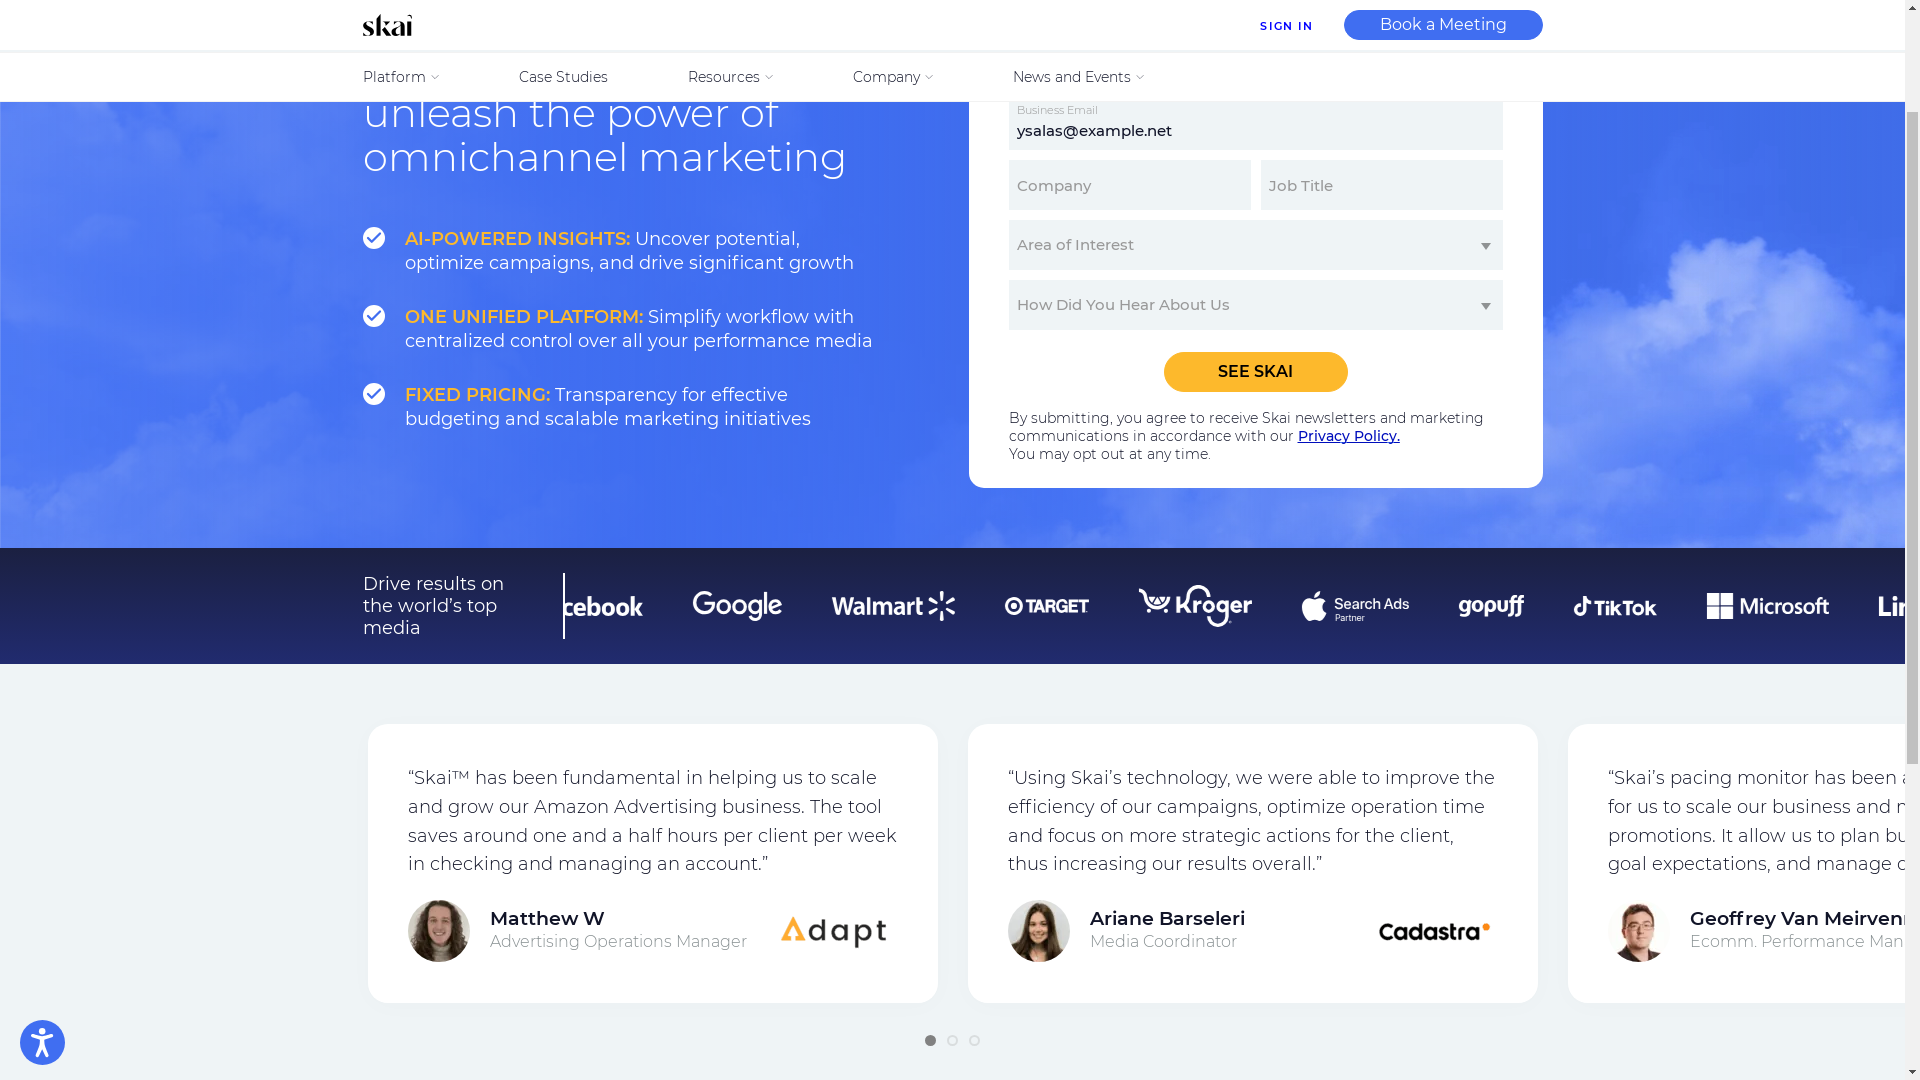 skai
SIGN IN
Book a Meeting
Platform
Case Studies
Resources
Company
News and Events
unleash the power of
omnichannel marketing
AI-POWERED INSIGHTS: Uncover potential,
optimize campaigns, and drive significant growth
ONE UNIFIED PLATFORM: Simplify workflow with
centralized control over all your performance media
FIXED PRICING: Transparency for effective
budgeting and scalable marketing initiatives
Business Email
ysalas@example.net
Company
Job Title
Area of Interest
How Did You Hear About Us
SEE SKAI
By submitting, you agree to receive Skai newsletters and marketing
communications in accordance with our Privacy Policy.
You may opt out at any time.
Drive results on
the world’s top
media
cebook
Google
Walmart
TARGET
Kroger
Search Ads
Partner
gopuff
TikTok
Microsoft
“Skai™ has been fundamental in helping us to scale
and grow our Amazon Advertising business. The tool
saves around one and a half hours per client per week
in checking and managing an account.”
Matthew W
Advertising Operations Manager
Adapt
“Using Skai’s technology, we were able to improve the
efficiency of our campaigns, optimize operation time
and focus on more strategic actions for the client,
thus increasing our results overall.”
Ariane Barseleri
Media Coordinator
Cadastra
“Skai’s pacing monitor has been
for us to scale our business and
promotions. It allow us to plan
goal expectations, and manage
Geoffrey Van
Ecomm. Performance